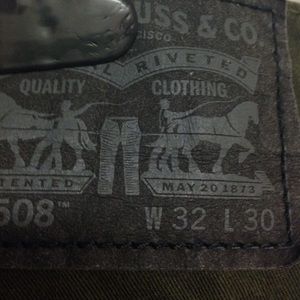 USS & CO.
CISCO
L RIVETED
QUALITY CLOTHING
TENTED MAY 20 1873
508™ W 32 L 30